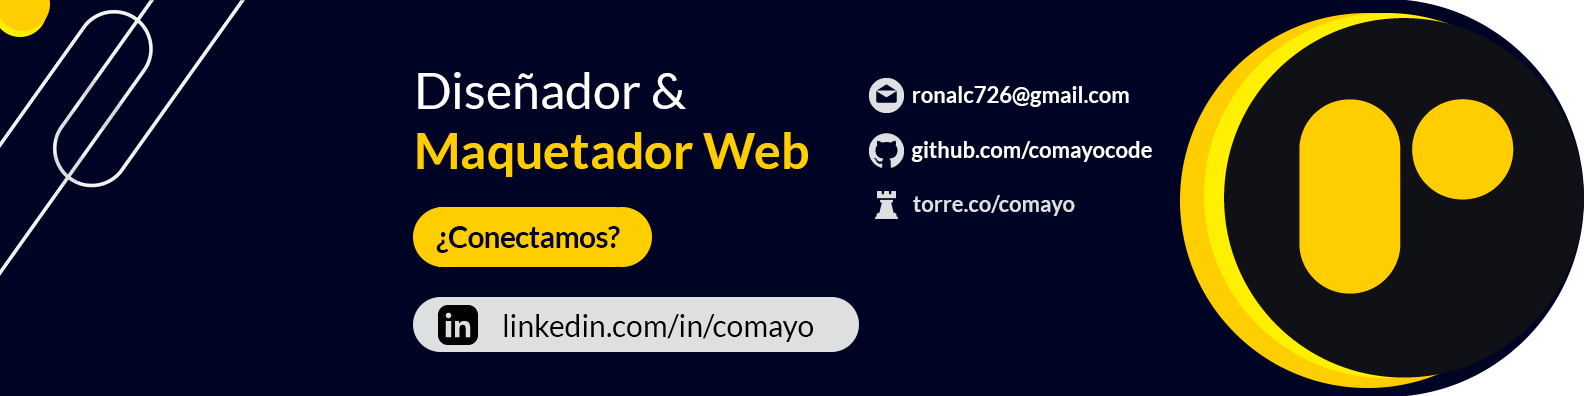 Diseñador &
Maquetador Web
¿Conectamos?
linkedin.com/in/comayo
ronalc726@gmail.com
github.com/comayocode
torre.co/comayo